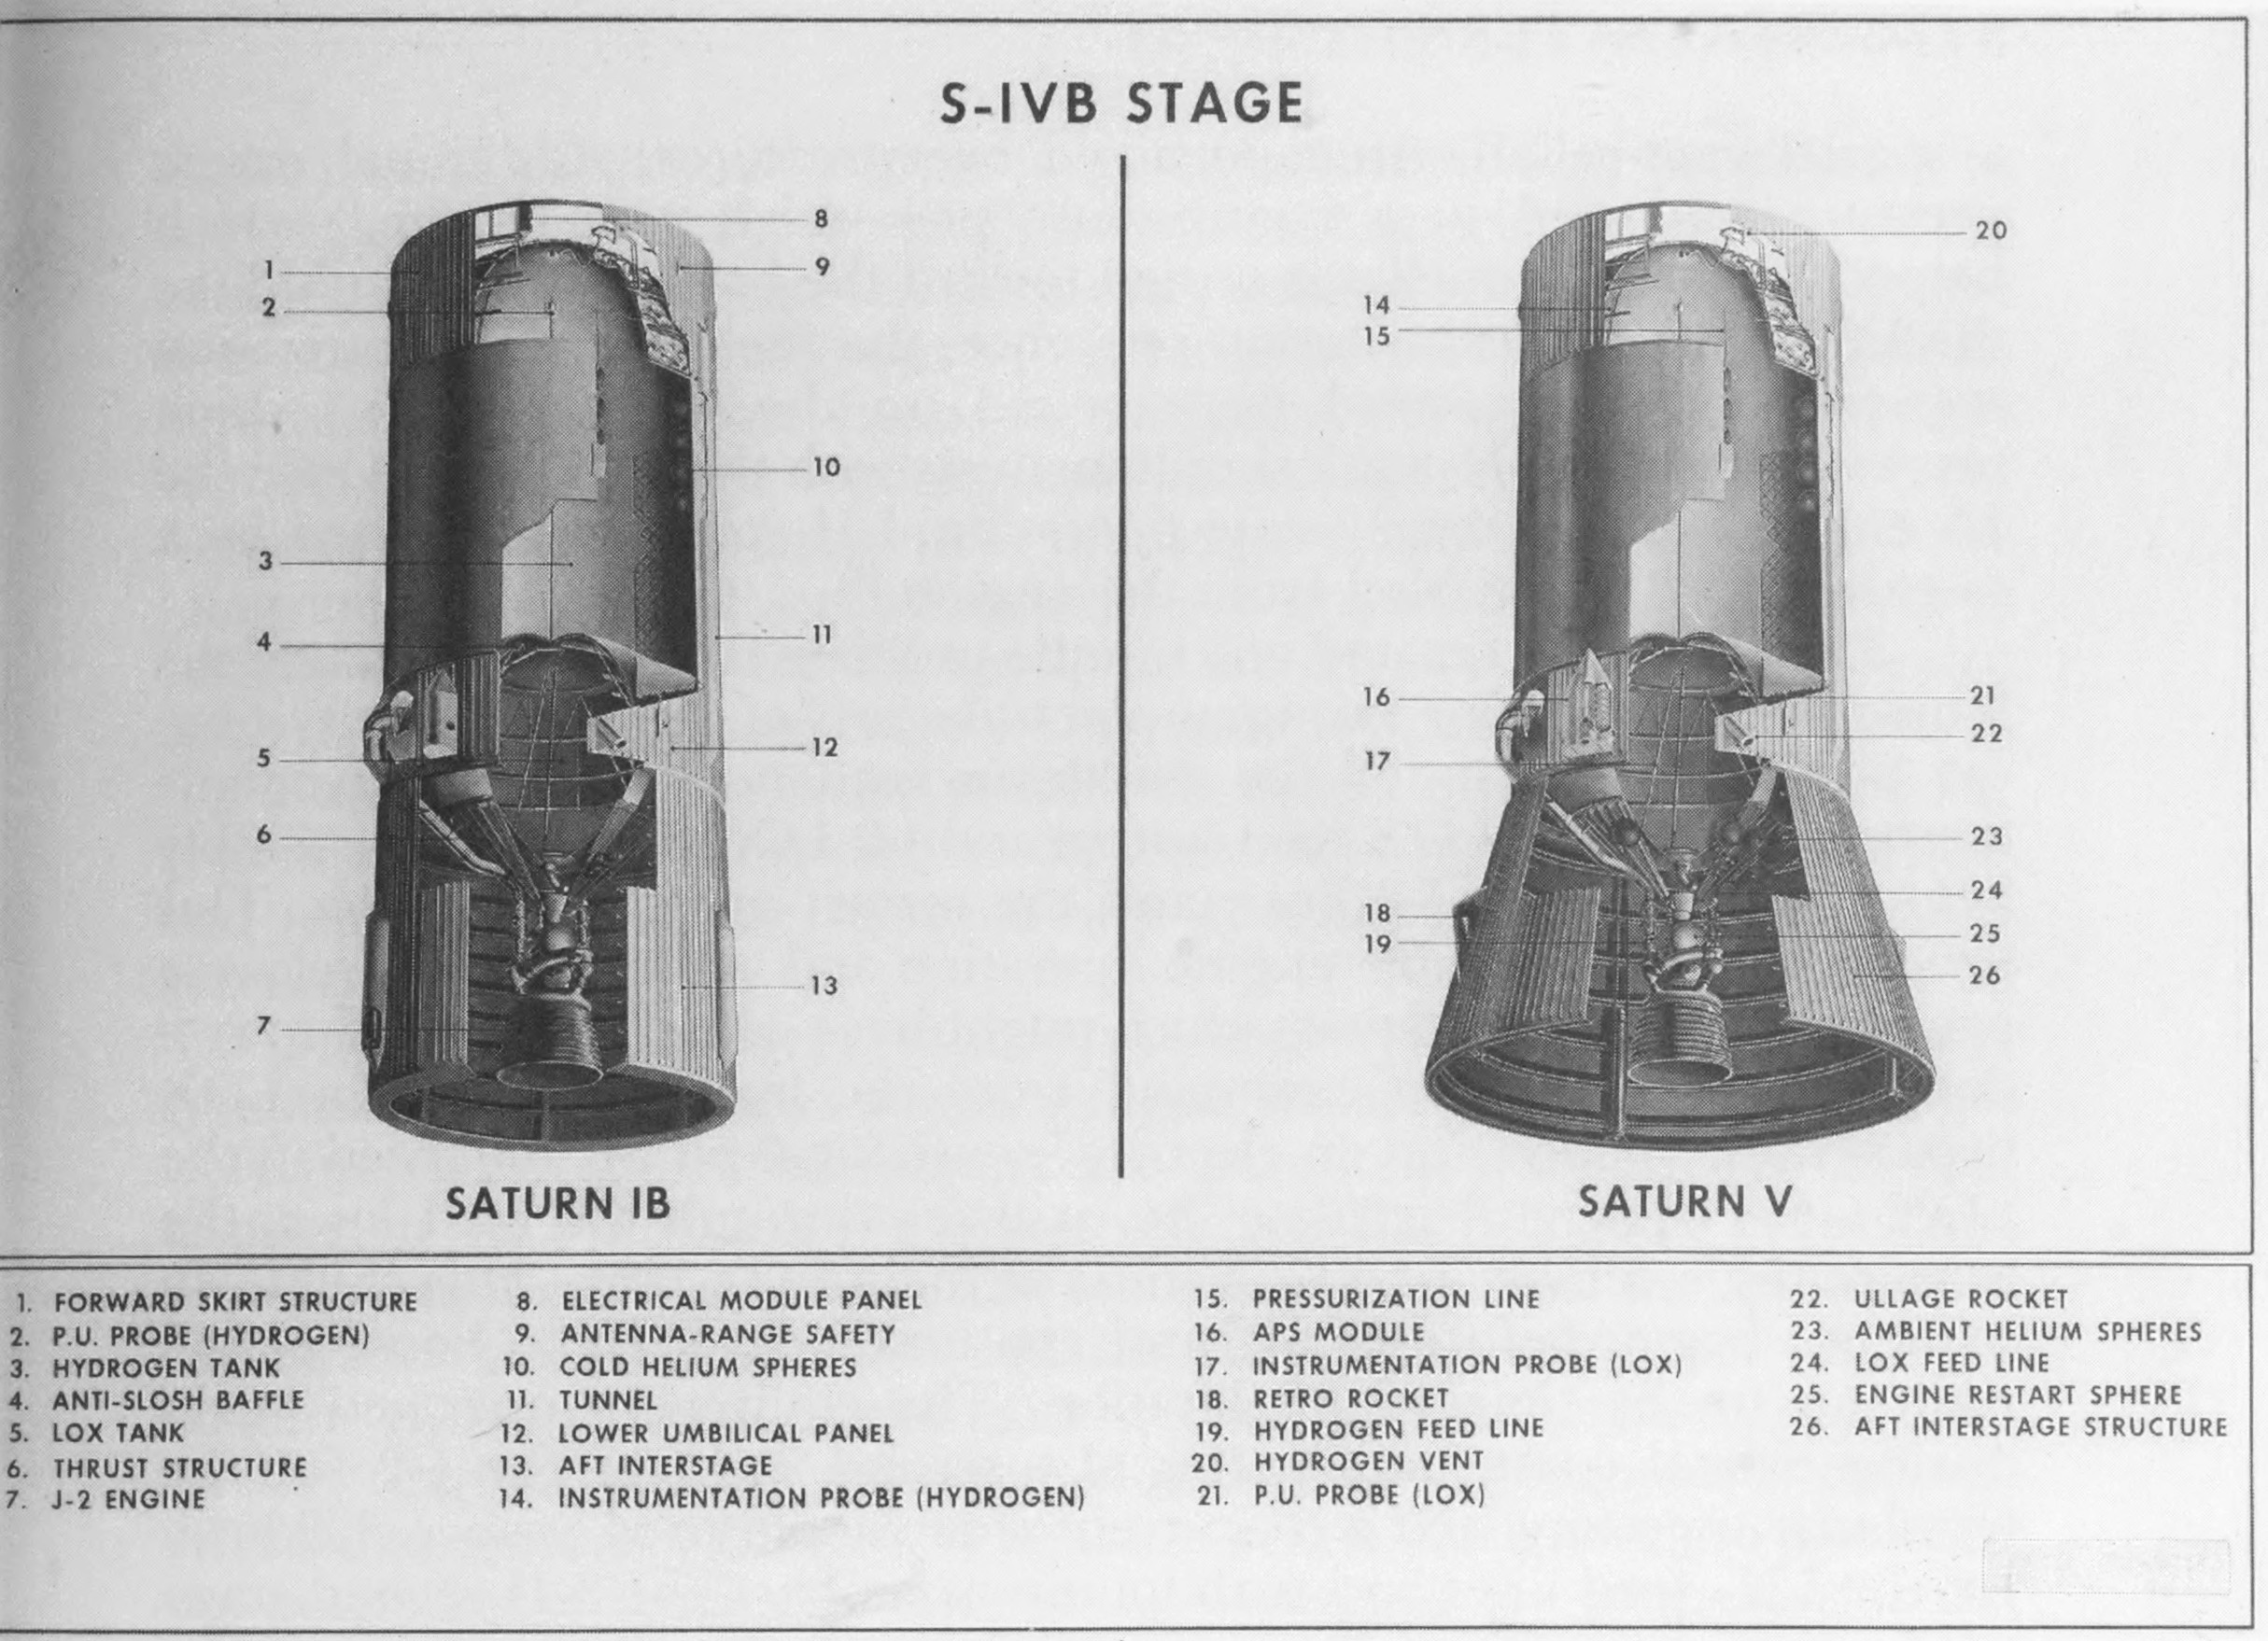 S-IVB STAGE
8
1
9
2
10
3
11
4
12
5
6
13
7
SATURN IB
20
14
15
16
21
22
17
23
24
18
25
19
26
SATURN V
1. FORWARD SKIRT STRUCTURE
2. P.U. PROBE (HYDROGEN)
3. HYDROGEN TANK
4. ANTI-SLOSH BAFFLE
5. LOX TANK
6. THRUST STRUCTURE
7. J-2 ENGINE
8. ELECTRICAL MODULE PANEL
9. ANTENNA-RANGE SAFETY
10. COLD HELIUM SPHERES
11. TUNNEL
12. LOWER UMBILICAL PANEL
13. AFT INTERSTAGE
14. INSTRUMENTATION PROBE (HYDROGEN)
15. PRESSURIZATION LINE
16. APS MODULE
17. INSTRUMENTATION PROBE (LOX)
18. RETRO ROCKET
19. HYDROGEN FEED LINE
20. HYDROGEN VENT
21. P.U. PROBE (LOX)
22. ULLAGE ROCKET
23. AMBIENT HELIUM SPHERES
24. LOX FEED LINE
25. ENGINE RESTART SPHERE
26. AFT INTERSTAGE STRUCTURE